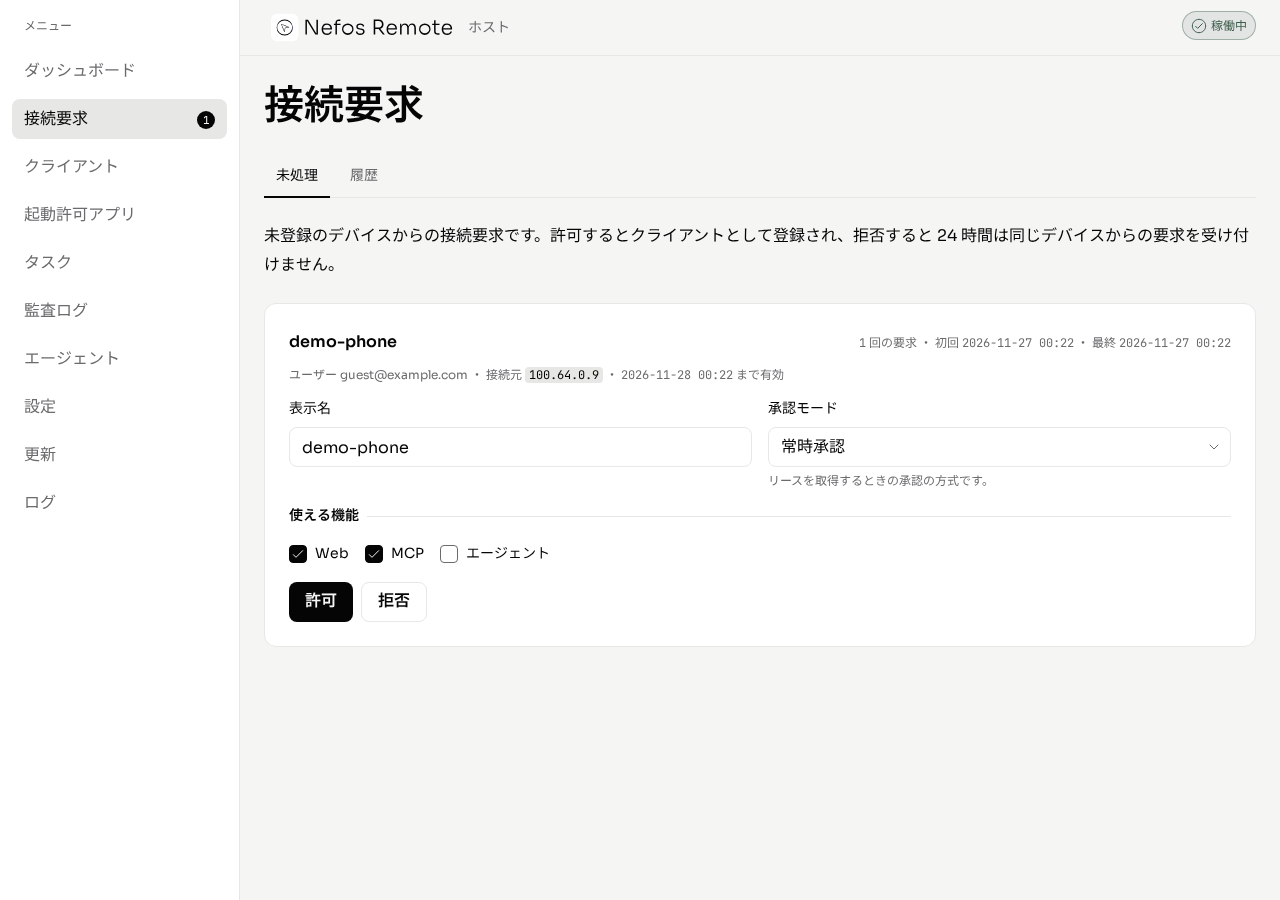 メニュー
ダッシュボード
接続要求 1
クライアント
起動許可アプリ
タスク
監査ログ
エージェント
設定
更新
ログ
Nefos Remote ホスト
稼働中
接続要求
未処理 履歴
未登録のデバイスからの接続要求です。許可するとクライアントとして登録され、拒否すると 24 時間は同じデバイスからの要求を受け付
けません。
demo-phone
1 回の要求 ・ 初回 2026-11-27 00:22 ・ 最終 2026-11-27 00:22
ユーザー guest@example.com ・ 接続元 100.64.0.9 ・ 2026-11-28 00:22 まで有効
表示名 承認モード
demo-phone 常時承認
リースを取得するときの承認の方式です。
使える機能
Web MCP エージェント
許可 拒否